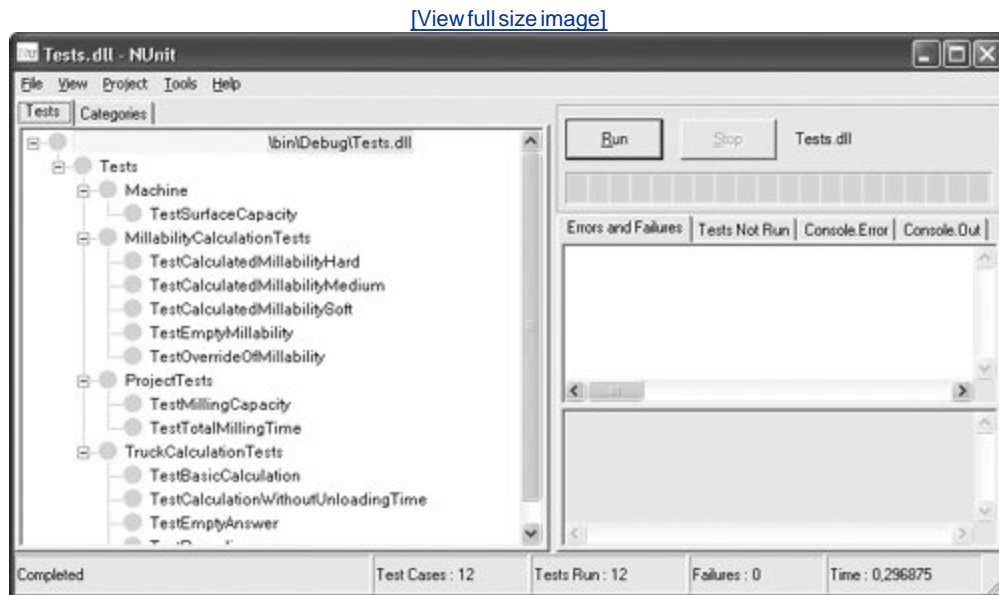 [View full size image]
Tests.dll - NUnit
File View Project Tools Help
Tests Categories
\bin\Debug\Tests.dll
Tests
Machine
TestSurfaceCapacity
MillabilityCalculationTests
TestCalculatedMillabilityHard
TestCalculatedMillabilityMedium
TestCalculatedMillabilitySoft
TestEmptyMillability
TestOverrideOfMillability
ProjectTests
TestMillingCapacity
TestTotalMillingTime
TruckCalculationTests
TestBasicCalculation
TestCalculationWithoutUnloadingTime
TestEmptyAnswer
Run Stop Tests.dll
Errors and Failures Tests Not Run Console.Error Console.Out
Completed Test Cases : 12 Tests Run : 12 Failures : 0 Time : 0,296875